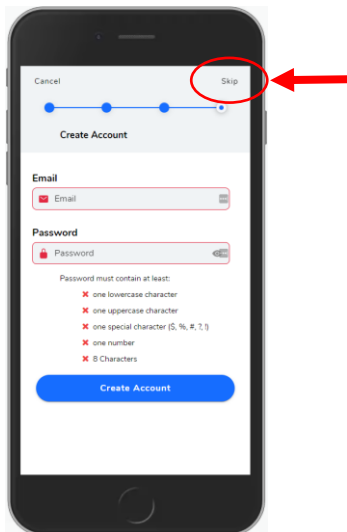 Cancel Skip
Create Account
Email
Email
Password
Password
Password must contain at least:
one lowercase character
one uppercase character
one special character ($, %, #, ?, !)
one number
8 Characters
Create Account